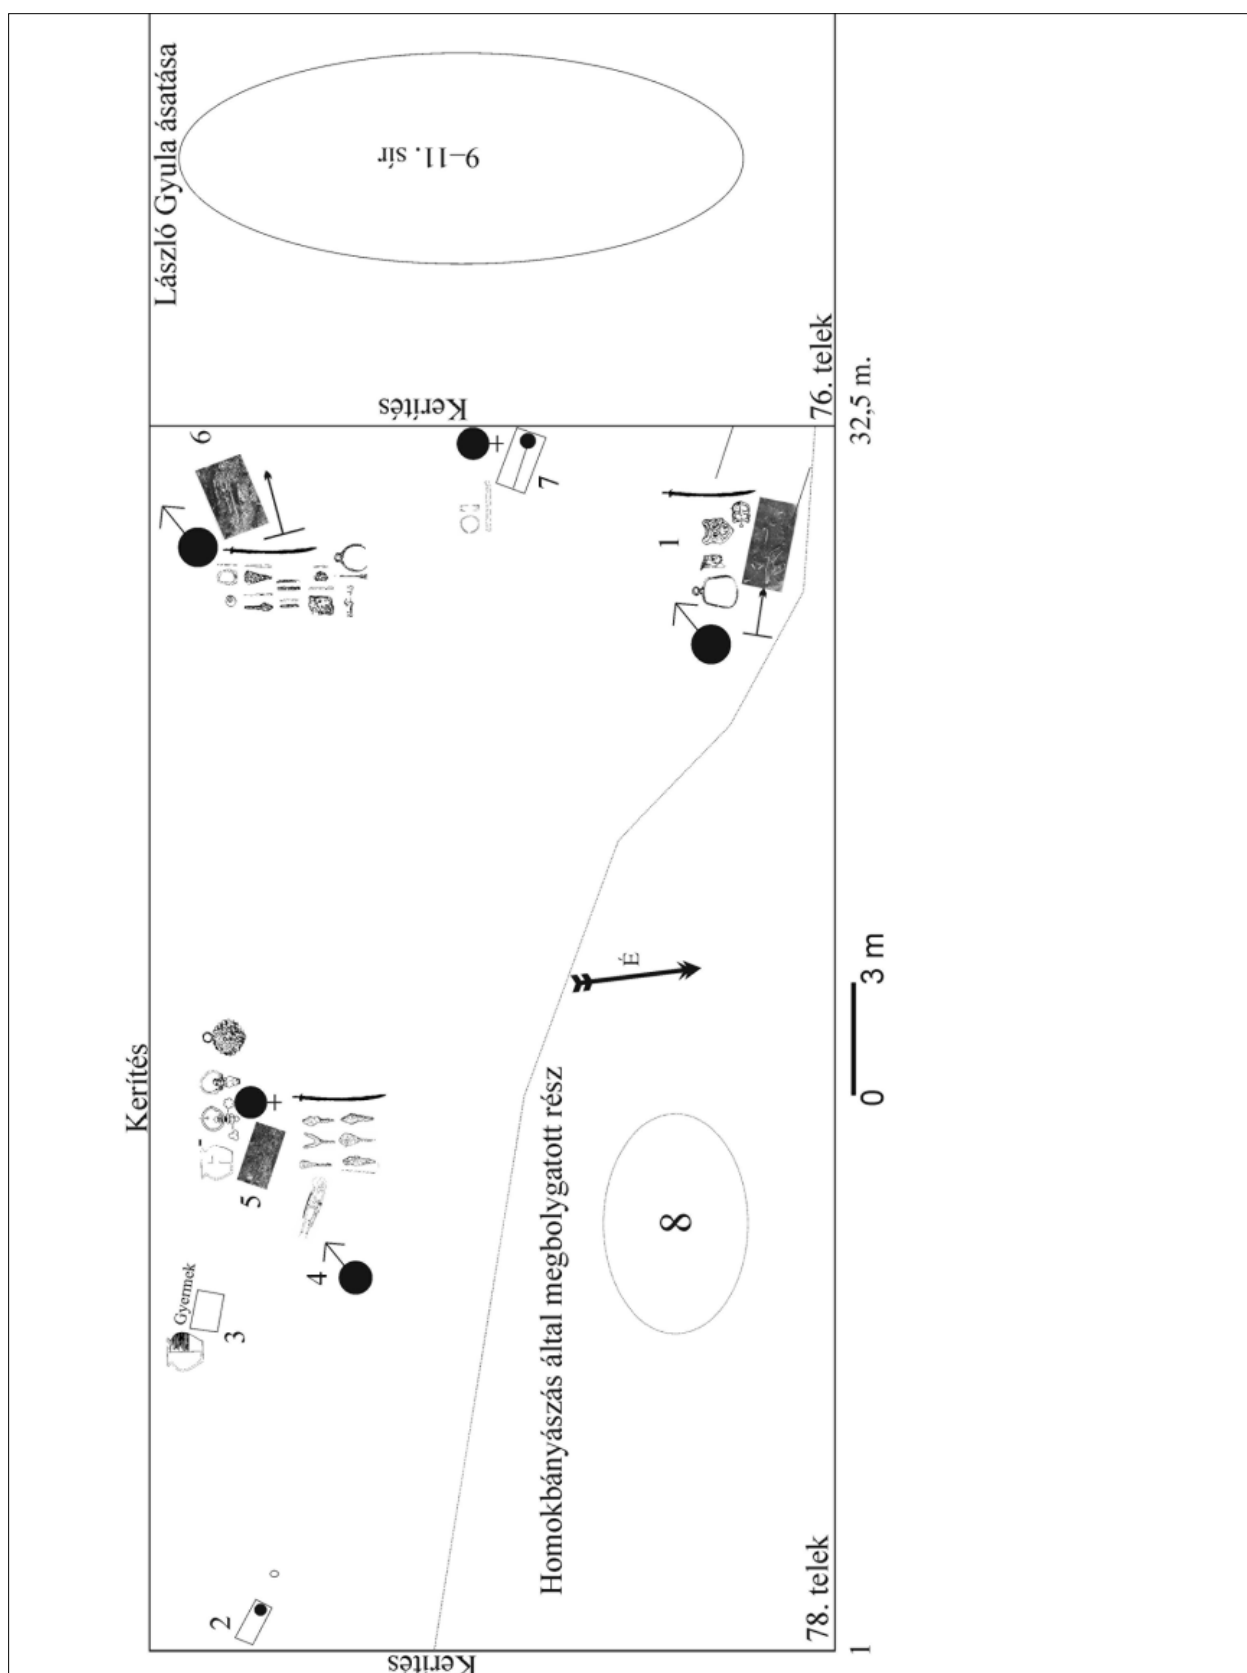 László Gyula ásatása
9–11. sír
76. telek
32,5 m.
Kerítés
6
7
1
Kerítés
5
4
Gyermek
3
2
É
Homokbányászás által megbolygatott rész
8
78. telek
1
Kerítés
0 3 m